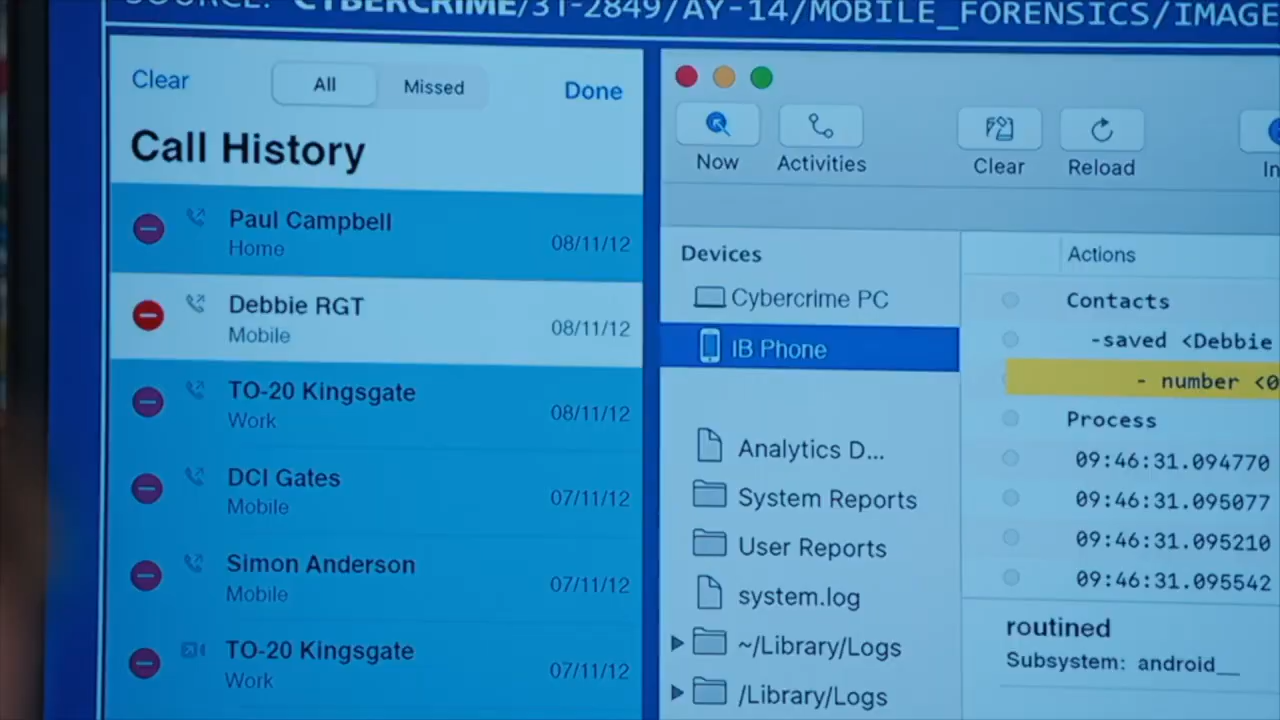 SOURCE: CYBERCRIME/3T-2849/AY-14/MOBILE_FORENSICS/IMAGE
Clear
All
Missed
Done
Call History
Paul Campbell
Home
08/11/12
Debbie RGT
Mobile
08/11/12
TO-20 Kingsgate
Work
08/11/12
DCI Gates
Mobile
07/11/12
Simon Anderson
Mobile
07/11/12
TO-20 Kingsgate
Work
07/11/12
Now
Activities
Clear
Reload
In
Devices
Cybercrime PC
IB Phone
Analytics D...
System Reports
User Reports
system.log
~/Library/Logs
/Library/Logs
Actions
Contacts
-saved <Debbie
- number <0
Process
09:46:31.094770
09:46:31.095077
09:46:31.095210
09:46:31.095542
routined
Subsystem: android__